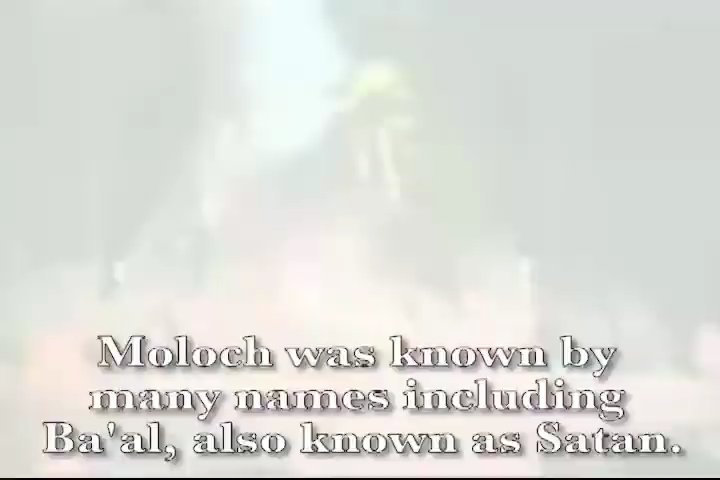 Moloch was known by
many names including
Ba'al, also known as Satan.